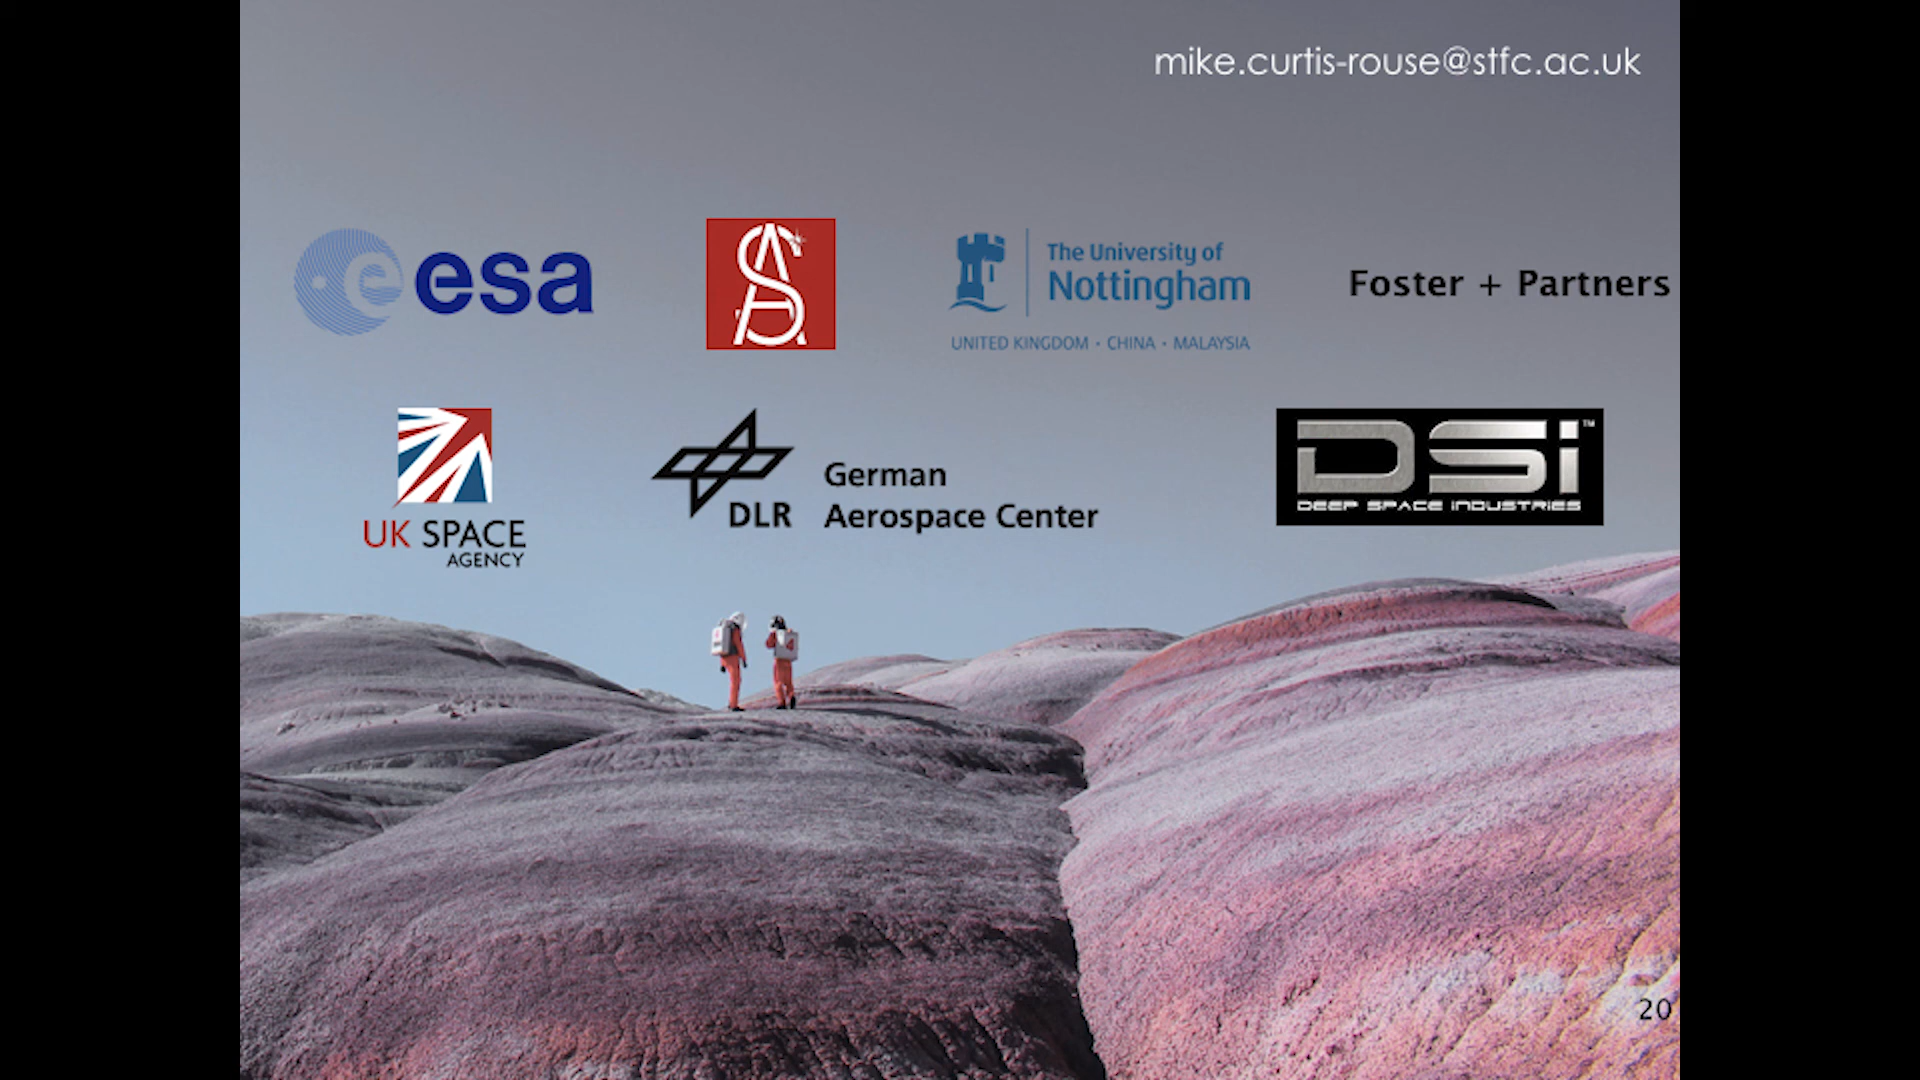 mike.curtis-rouse@stfc.ac.uk
esa
The University of
Nottingham
UNITED KINGDOM · CHINA · MALAYSIA
Foster + Partners
UK SPACE
AGENCY
DLR
German
Aerospace Center
DSi™
DEEP SPACE INDUSTRIES
20